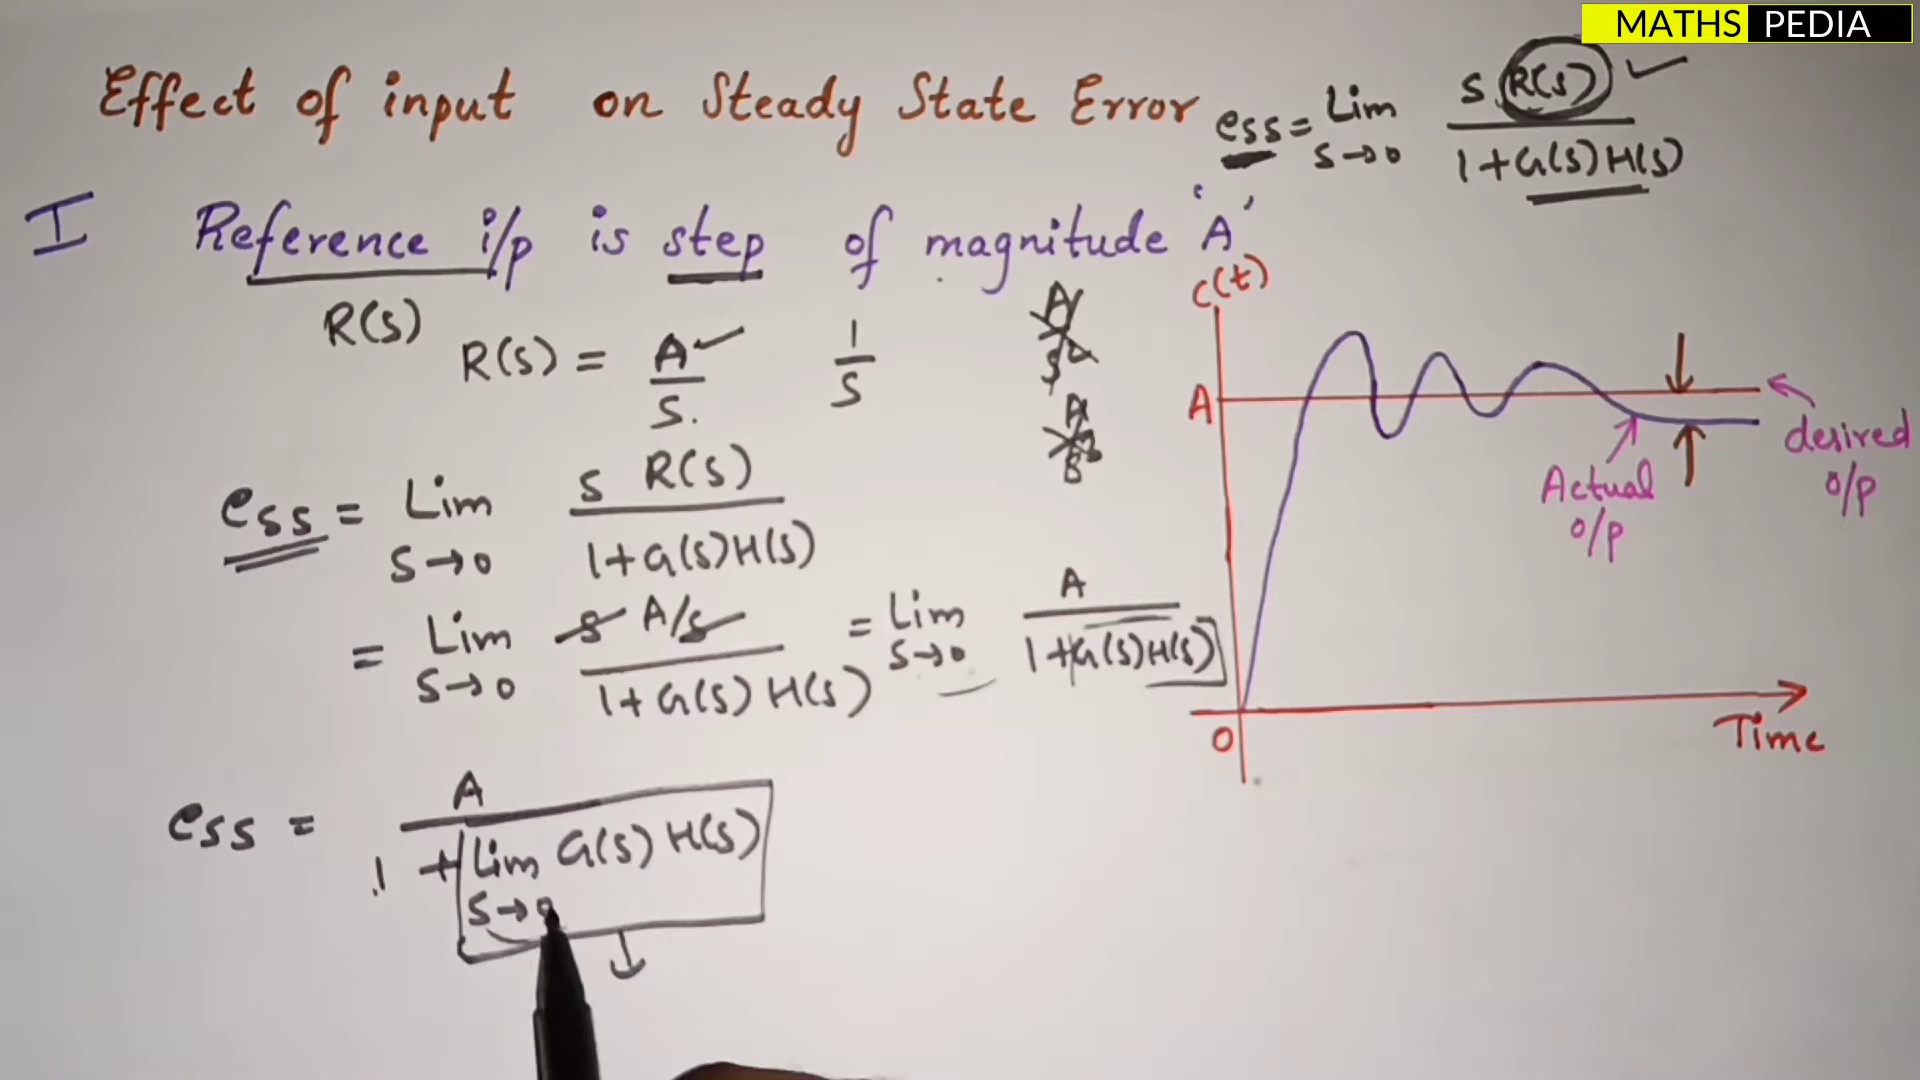 MATHS PEDIA
Effect of input on Steady State Error
ess = Lim s→0 s R(s) / 1+G(s)H(s)
I Reference i/p is step of magnitude 'A'
R(s)
R(s) = A/s
1/s
ess = Lim s→0 s R(s) / 1+G(s)H(s)
= Lim s→0 s A/s / 1+G(s)H(s) = Lim s→0 A / 1+G(s)H(s)
ess = A / 1+ Lim s→0 G(s)H(s)
c(t)
A
desired o/p
Actual o/p
0
Time